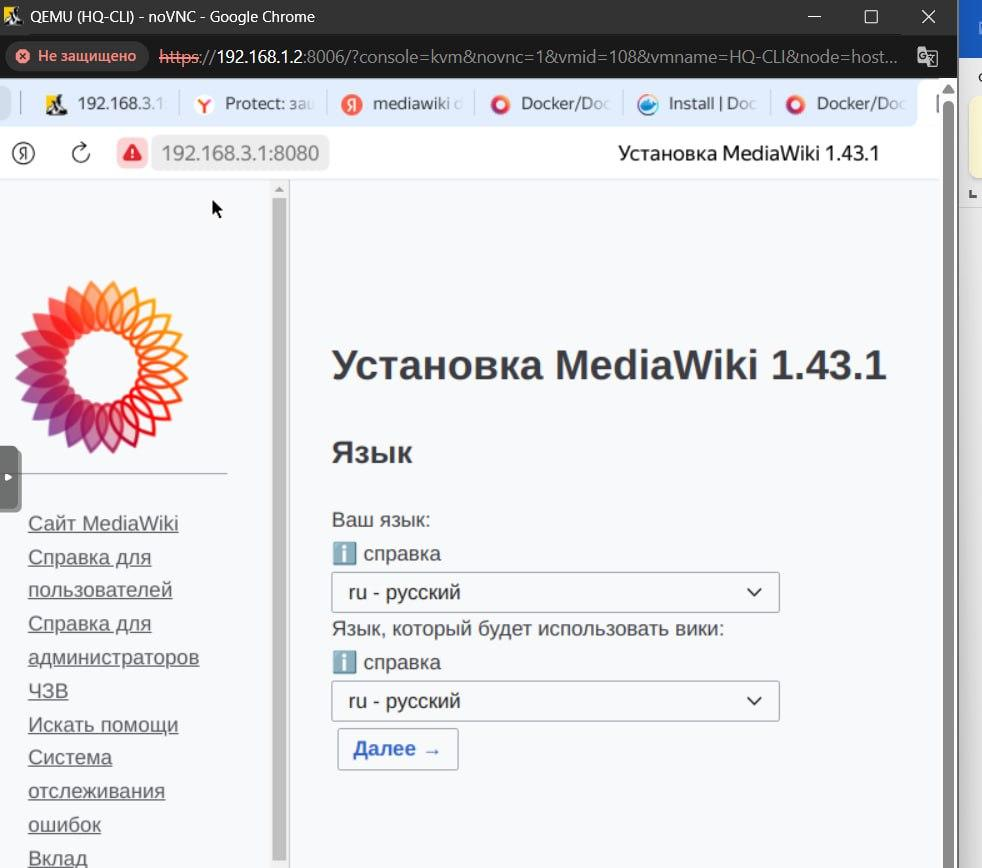 QEMU (HQ-CLI) - noVNC - Google Chrome
Не защищено
https://192.168.1.2:8006/?console=kvm&novnc=1&vmid=108&vmname=HQ-CLI&node=host...
192.168.3.1
Protect: за
mediawiki d
Docker/Doc
Install | Doc
Docker/Doc
192.168.3.1:8080
Установка MediaWiki 1.43.1
Установка MediaWiki 1.43.1
Язык
Ваш язык:
справка
ru - русский
Язык, который будет использовать вики:
справка
ru - русский
Далее →
Сайт MediaWiki
Справка для
пользователей
Справка для
администраторов
ЧЗВ
Искать помощи
Система
отслеживания
ошибок
Вклад